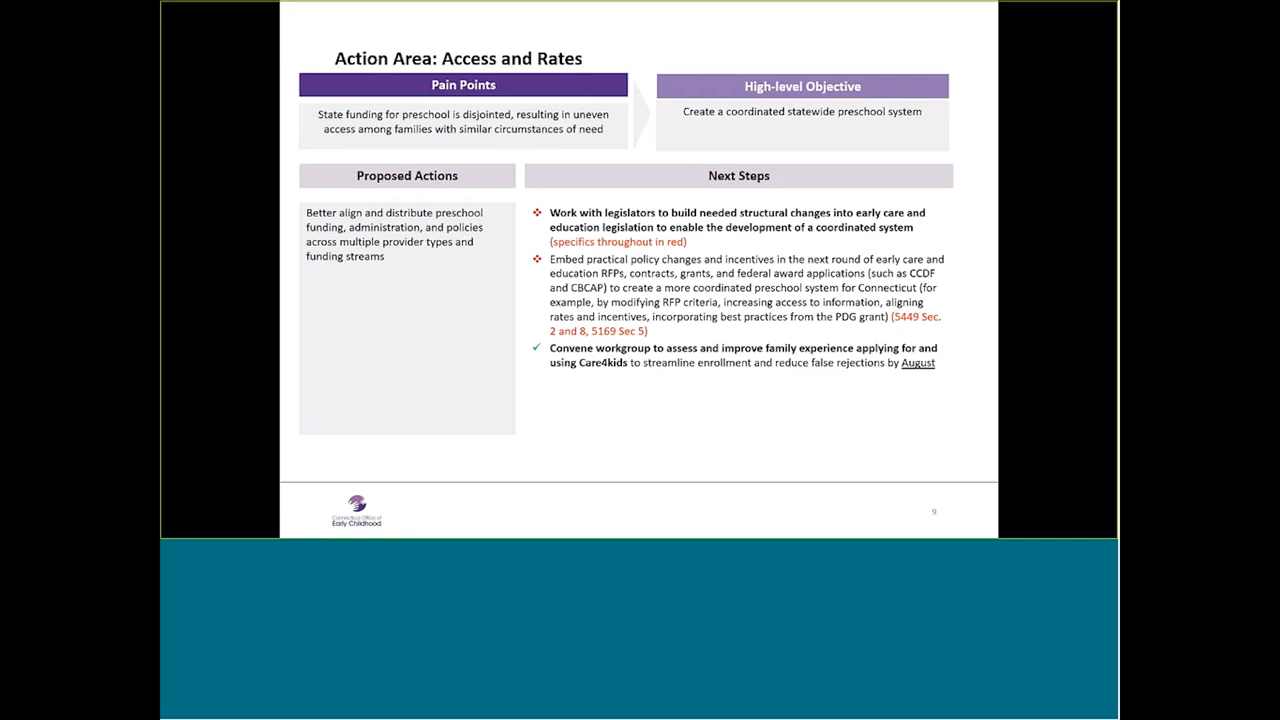 Action Area: Access and Rates
Pain Points
High-level Objective
State funding for preschool is disjointed, resulting in uneven
access among families with similar circumstances of need
Create a coordinated statewide preschool system
Proposed Actions
Next Steps
Better align and distribute preschool
funding, administration, and policies
across multiple provider types and
funding streams
❖ Work with legislators to build needed structural changes into early care and
education legislation to enable the development of a coordinated system
(specifics throughout in red)
❖ Embed practical policy changes and incentives in the next round of early care and
education RFPs, contracts, grants, and federal award applications (such as CCDF
and CBCAP) to create a more coordinated preschool system for Connecticut (for
example, by modifying RFP criteria, increasing access to information, aligning
rates and incentives, incorporating best practices from the PDG grant) (5449 Sec.
2 and 8, 5169 Sec 5)
✓ Convene workgroup to assess and improve family experience applying for and
using Care4kids to streamline enrollment and reduce false rejections by August
Connecticut Office of
Early Childhood
9